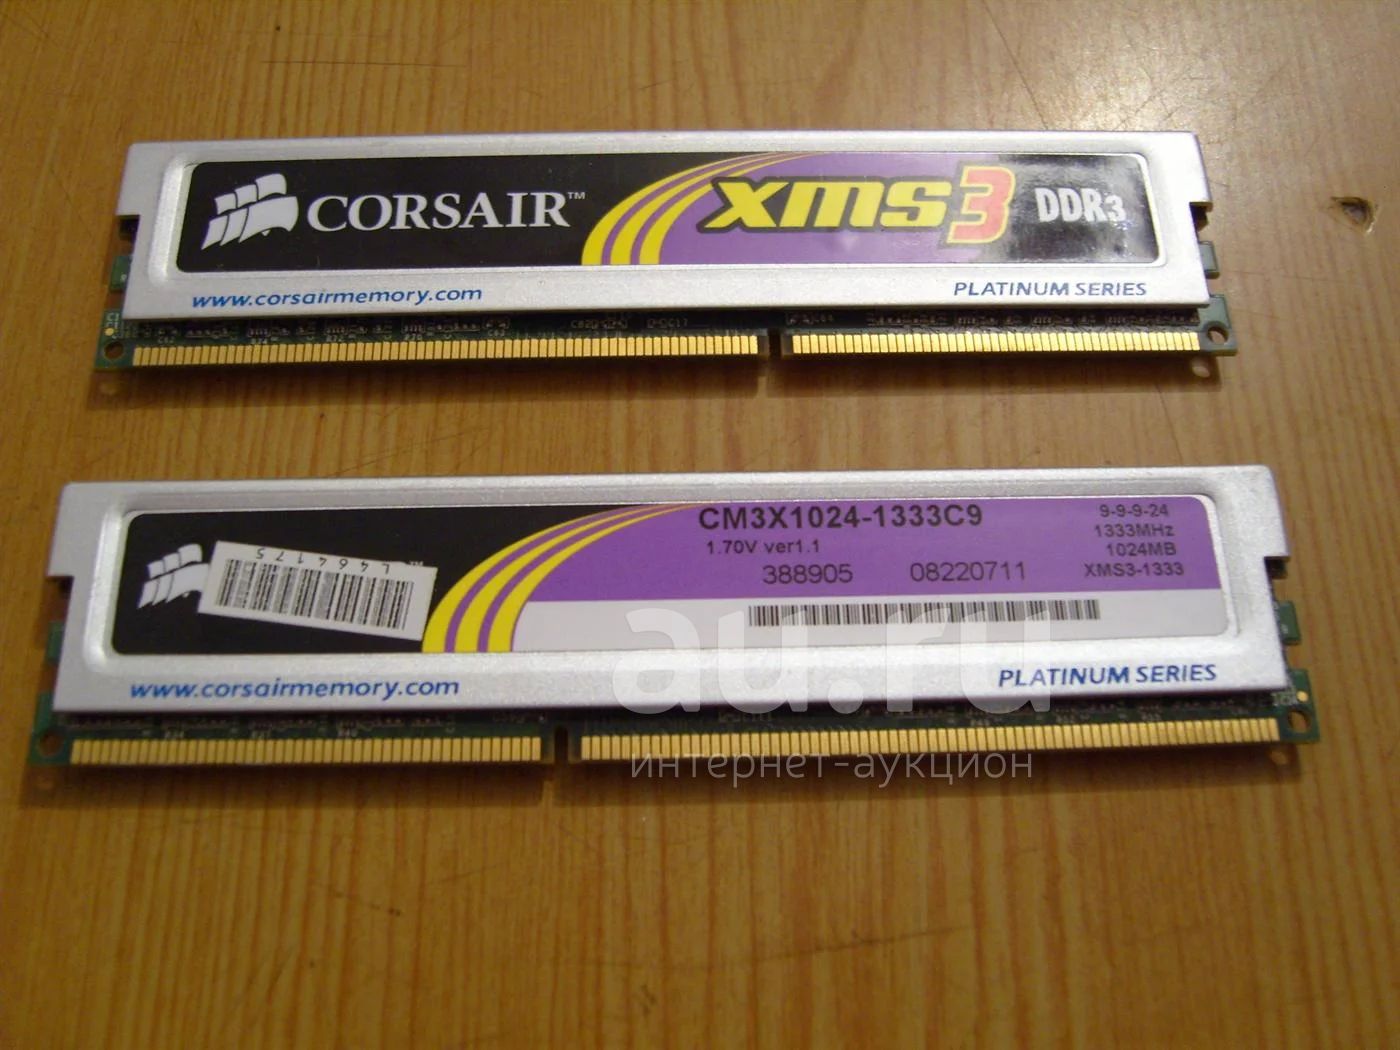 CORSAIR™
XMS3 DDR3
www.corsairmemory.com
PLATINUM SERIES
CM3X1024-1333C9
1.70V ver1.1
388905 08220711
9-9-9-24
1333MHz
1024MB
XMS3-1333
L464175
www.corsairmemory.com
PLATINUM SERIES
au.ru
интернет-аукцион